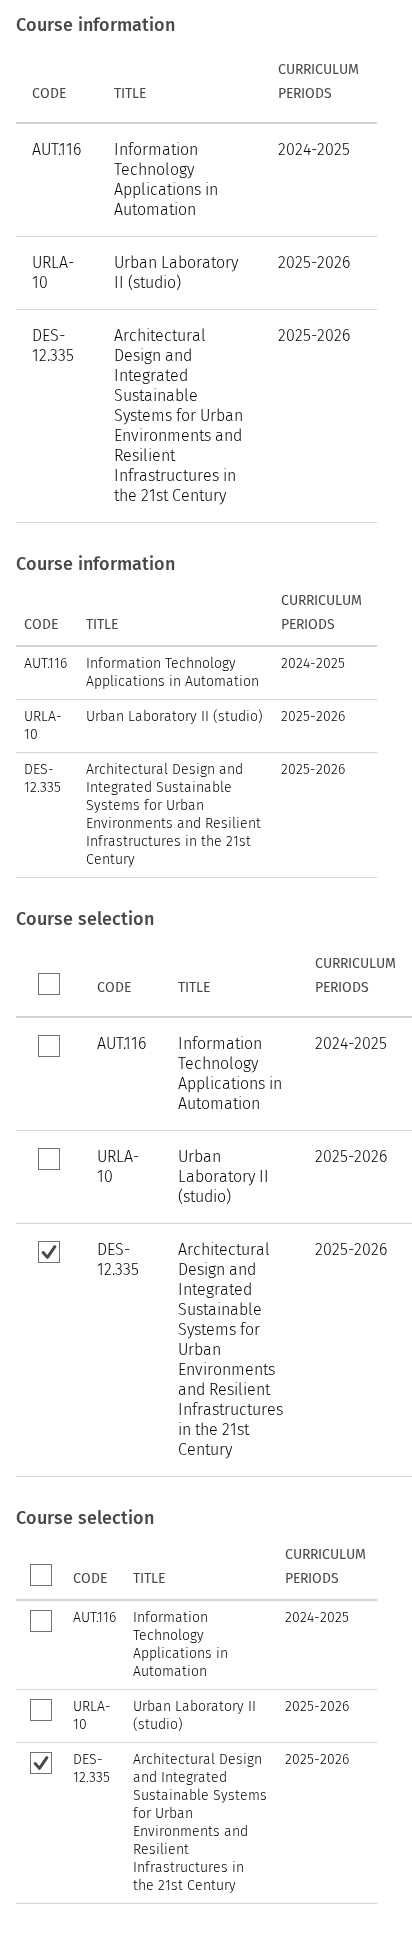 Course information
CURRICULUM
CODE TITLE PERIODS
AUT.116 Information 2024-2025
Technology
Applications in
Automation
URLA- Urban Laboratory 2025-2026
10 II (studio)
DES- Architectural 2025-2026
12.335 Design and
Integrated
Sustainable
Systems for Urban
Environments and
Resilient
Infrastructures in
the 21st Century
Course information
CURRICULUM
CODE TITLE PERIODS
AUT.116 Information Technology 2024-2025
Applications in Automation
URLA- Urban Laboratory II (studio) 2025-2026
10
DES- Architectural Design and 2025-2026
12.335 Integrated Sustainable
Systems for Urban
Environments and Resilient
Infrastructures in the 21st
Century
Course selection
CURRICULUM
CODE TITLE PERIODS
AUT.116 Information 2024-2025
Technology
Applications in
Automation
URLA- Urban 2025-2026
10 Laboratory II
(studio)
DES- Architectural 2025-2026
12.335 Design and
Integrated
Sustainable
Systems for
Urban
Environments
and Resilient
Infrastructures
in the 21st
Century
Course selection
CURRICULUM
CODE TITLE PERIODS
AUT.116 Information 2024-2025
Technology
Applications in
Automation
URLA- Urban Laboratory II 2025-2026
10 (studio)
DES- Architectural Design 2025-2026
12.335 and Integrated
Sustainable Systems
for Urban
Environments and
Resilient
Infrastructures in
the 21st Century